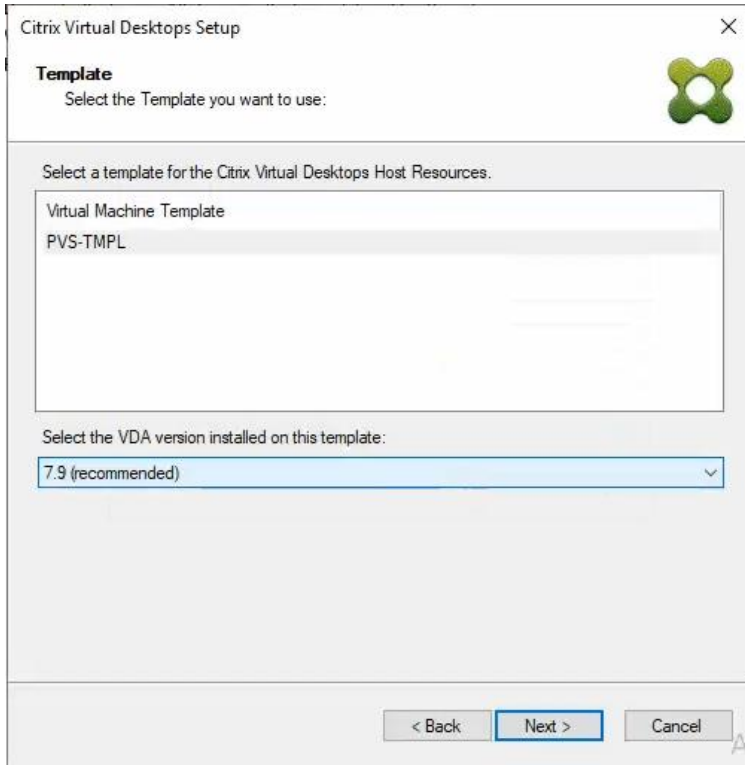 Citrix Virtual Desktops Setup
Template
Select the Template you want to use:
Select a template for the Citrix Virtual Desktops Host Resources.
Virtual Machine Template
PVS-TMPL
Select the VDA version installed on this template:
7.9 (recommended)
< Back
Next >
Cancel